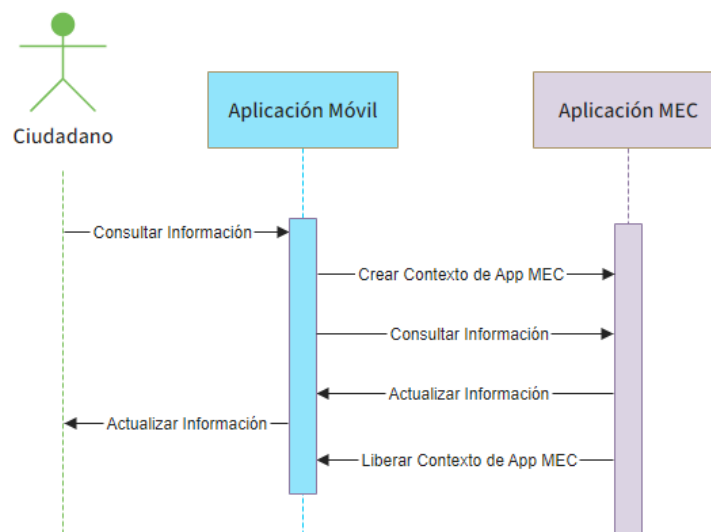 Ciudadano
Aplicación Móvil
Aplicación MEC
Consultar Información
Crear Contexto de App MEC
Consultar Información
Actualizar Información
Actualizar Información
Liberar Contexto de App MEC